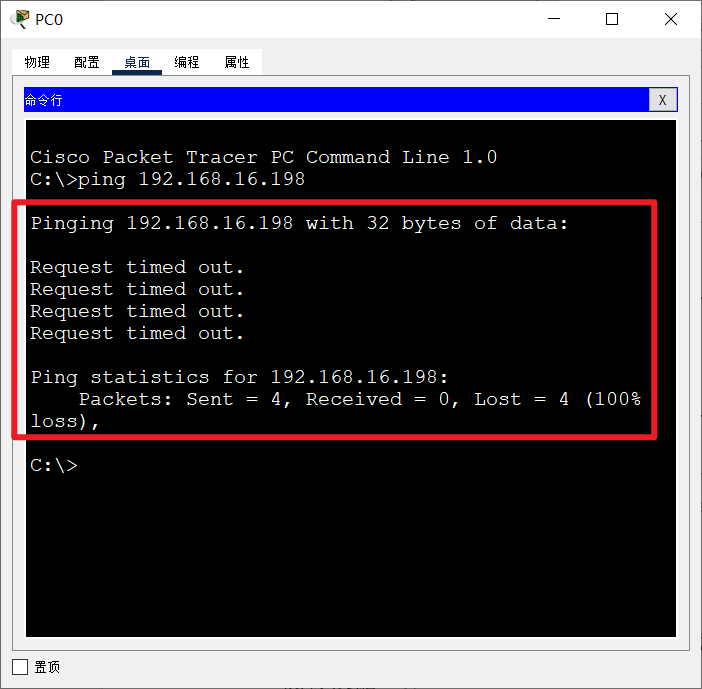 PC0
物理 配置 桌面 编程 属性
命令行
X
Cisco Packet Tracer PC Command Line 1.0
C:\>ping 192.168.16.198
Pinging 192.168.16.198 with 32 bytes of data:
Request timed out.
Request timed out.
Request timed out.
Request timed out.
Ping statistics for 192.168.16.198:
Packets: Sent = 4, Received = 0, Lost = 4 (100%
loss),
C:\>
置顶